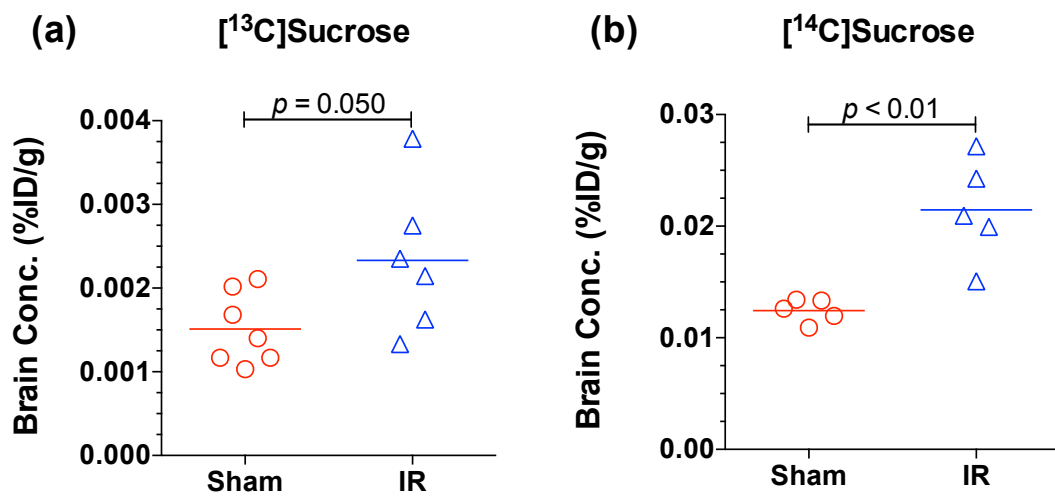 (a)
[¹³C]Sucrose
p = 0.050
0.004
0.003
0.002
0.001
0.000
Brain Conc. (%ID/g)
Sham
IR
(b)
[¹⁴C]Sucrose
p < 0.01
0.03
0.02
0.01
0.00
Brain Conc. (%ID/g)
Sham
IR